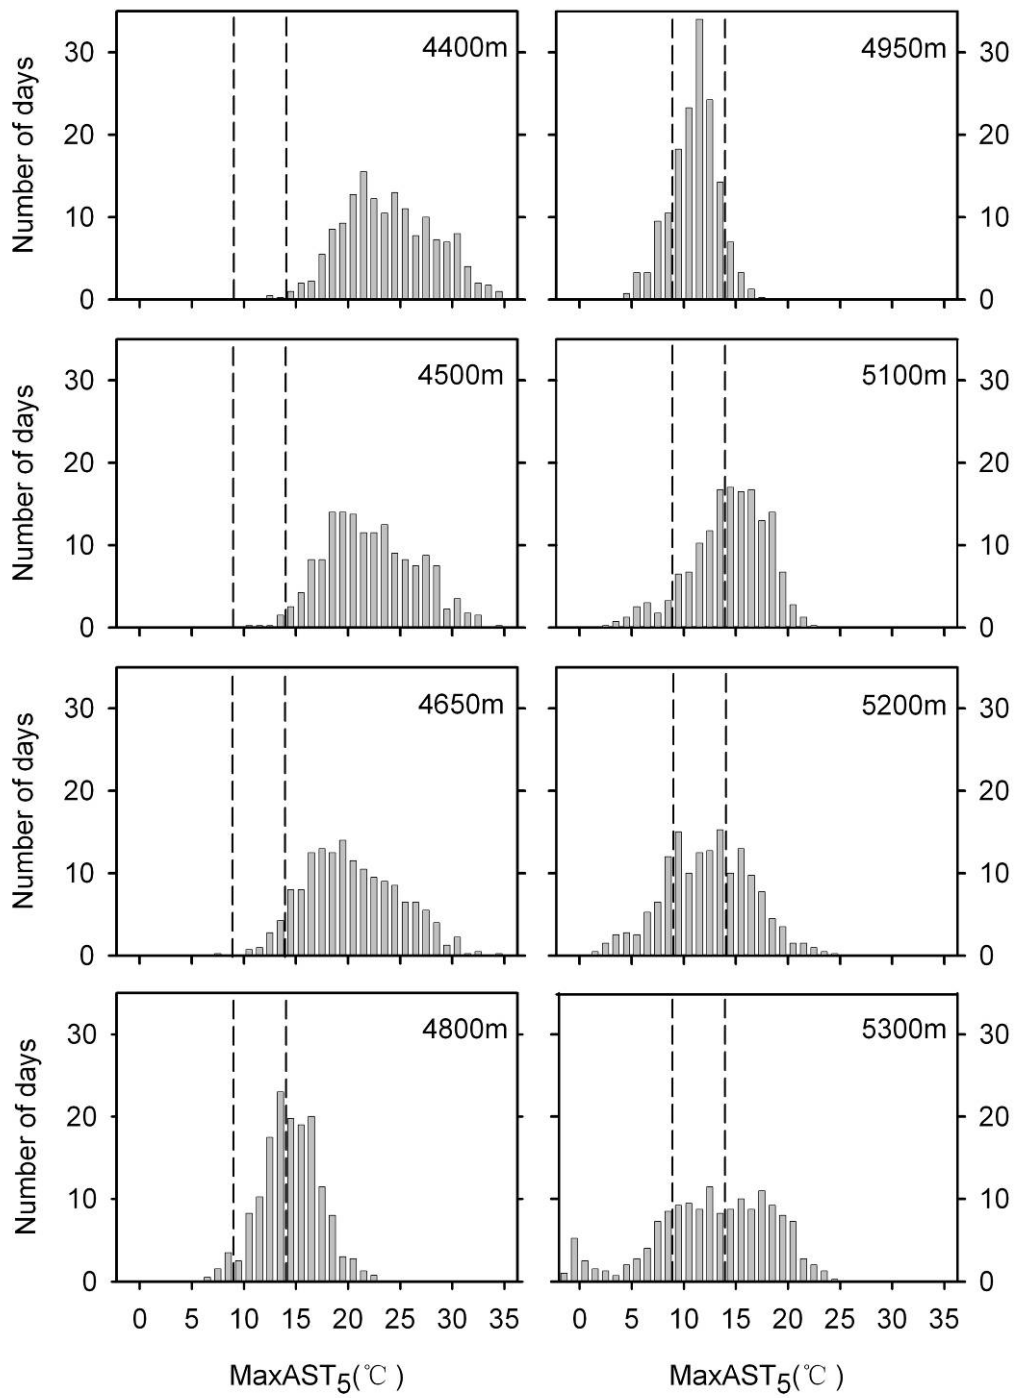 30 4400m 4950m 30
20 20
10 10
0 0
Number of days
30 4500m 5100m 30
20 20
10 10
0 0
Number of days
30 4650m 5200m 30
20 20
10 10
0 0
Number of days
30 4800m 5300m 30
20 20
10 10
0 0
Number of days
0 5 10 15 20 25 30 35 0 5 10 15 20 25 30 35
MaxAST5(℃) MaxAST5(℃)